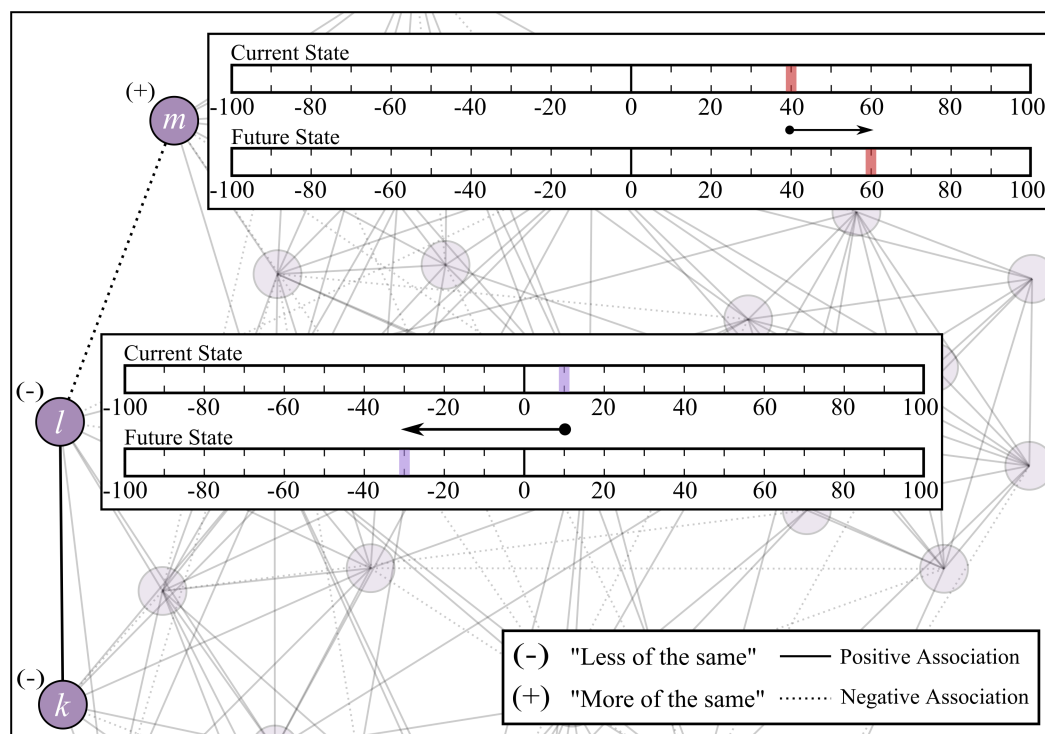 Current State
-100 -80 -60 -40 -20 0 20 40 60 80 100
(+)
m
Future State
-100 -80 -60 -40 -20 0 20 40 60 80 100
Current State
-100 -80 -60 -40 -20 0 20 40 60 80 100
(-)
l
Future State
-100 -80 -60 -40 -20 0 20 40 60 80 100
(-) "Less of the same" Positive Association
(+) "More of the same" Negative Association
(-)
k